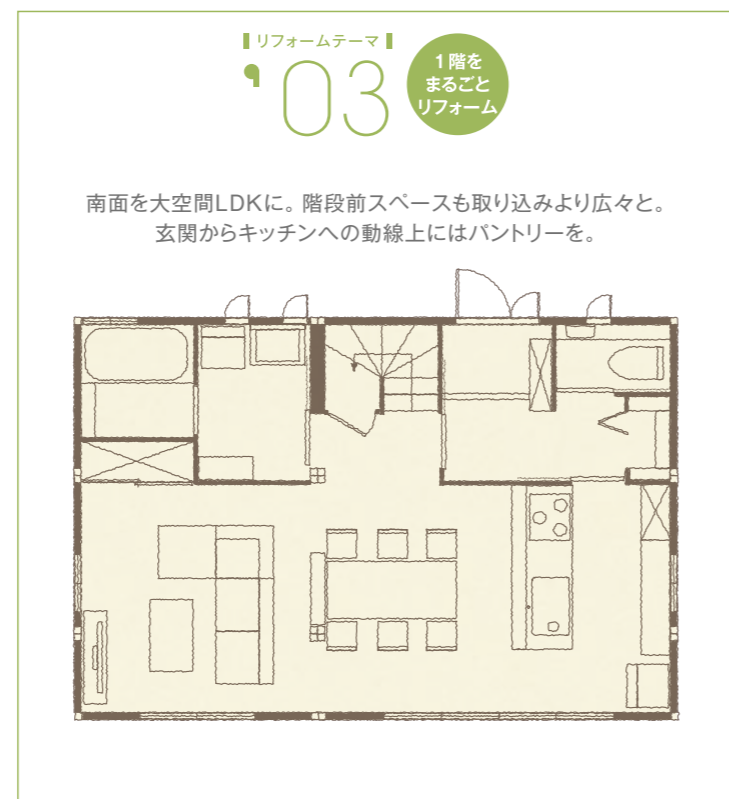 リフォームテーマ
'03
1階を
まるごと
リフォーム
南面を大空間LDKに。階段前スペースも取り込みより広々と。
玄関からキッチンへの動線上にはパントリーを。